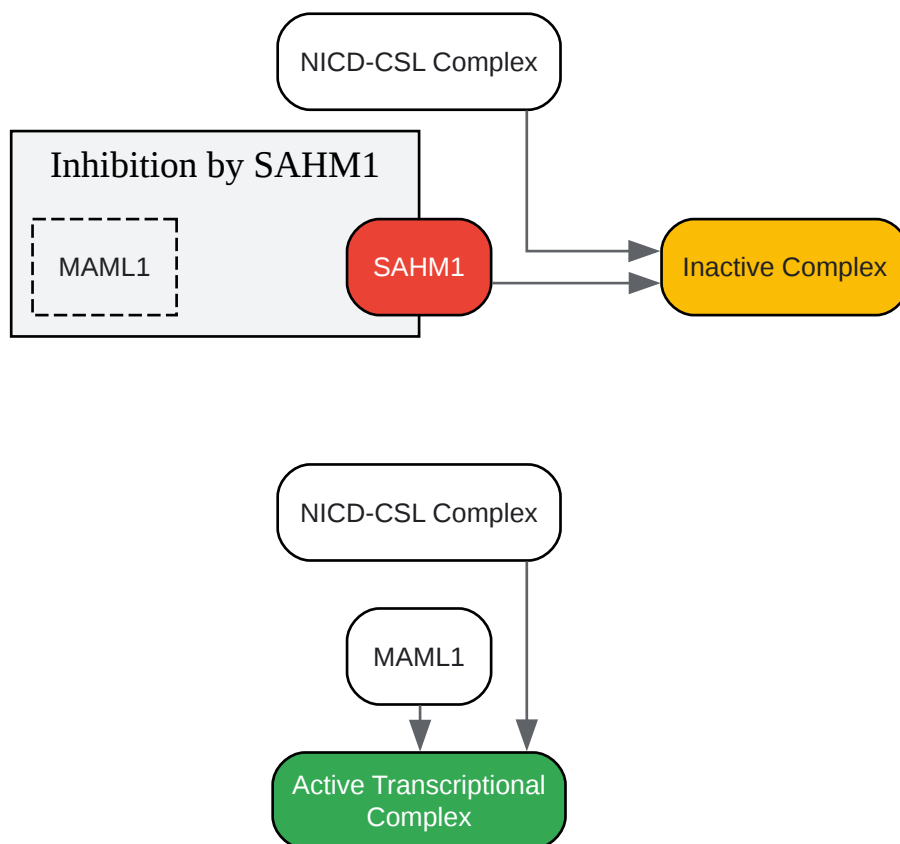 NICD-CSL Complex
Inhibition by SAHM1
MAML1
SAHM1
Inactive Complex
NICD-CSL Complex
MAML1
Active Transcriptional
Complex